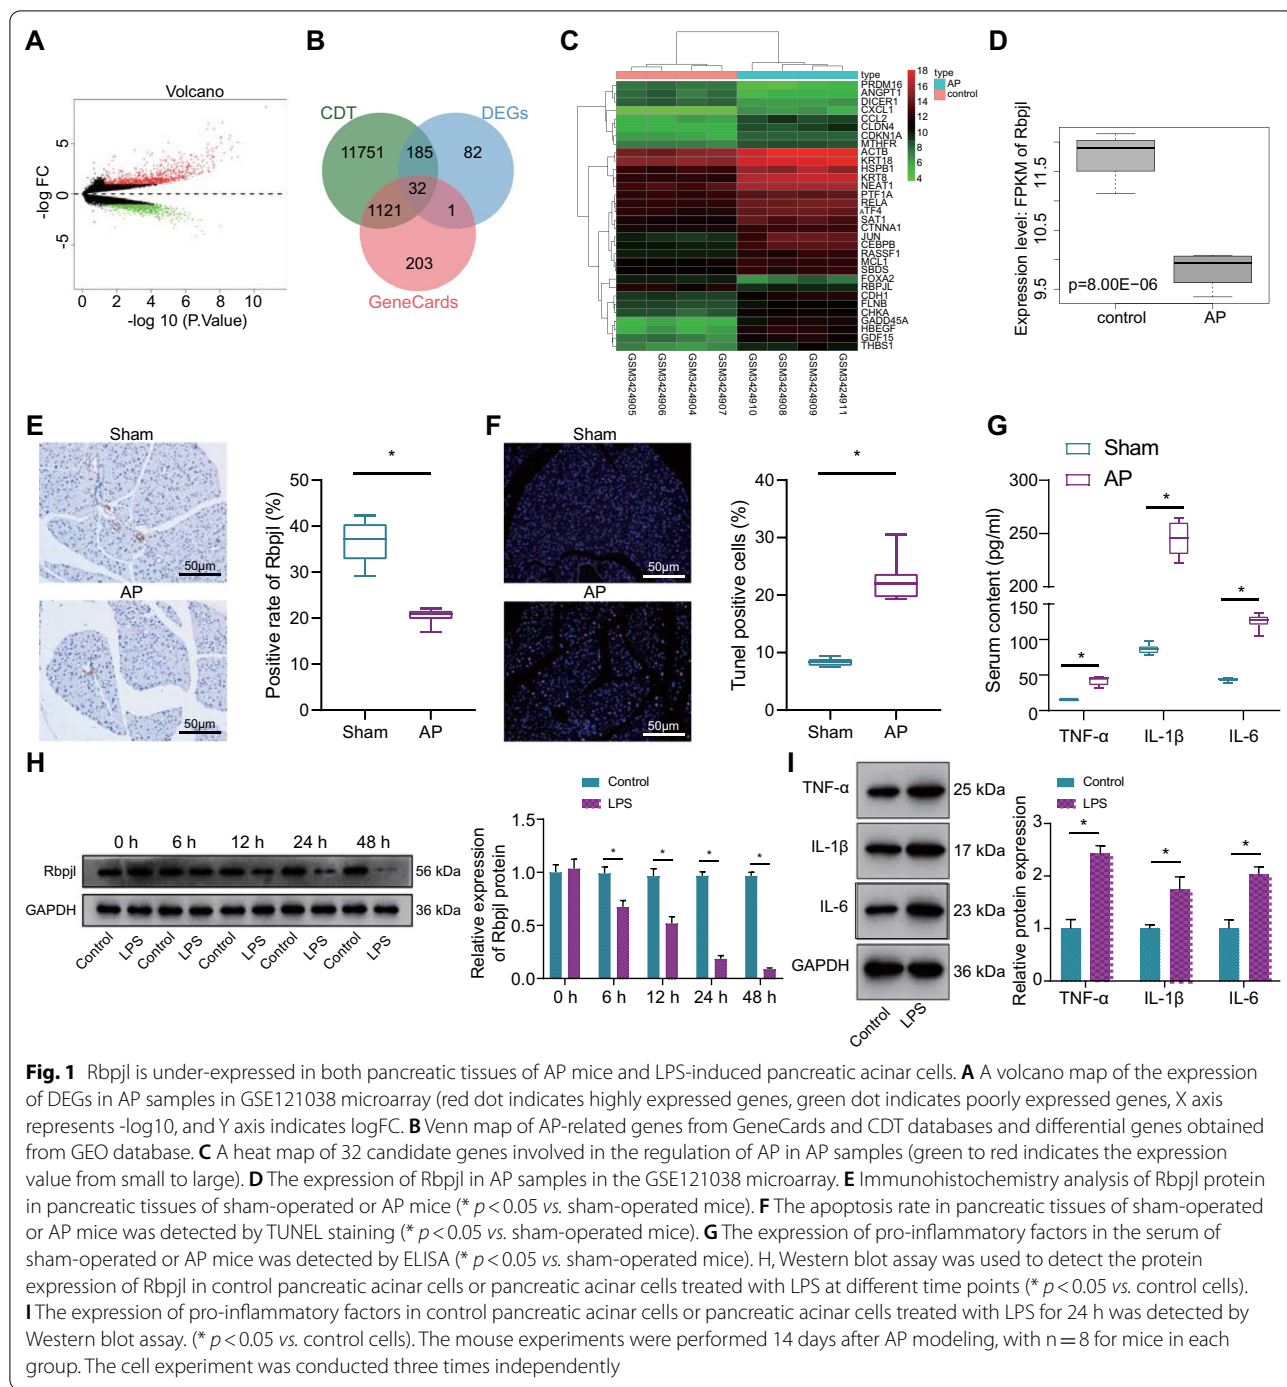 A
Volcano
-log FC
5
0
-5
0
2
4
6
8
10
-log 10 (P.Value)
B
CDT
DEGs
11751
185
82
32
1121
1
203
GeneCards
C
type
PRDM16
ANGPT1
DICER1
CXCL1
CCL2
CLDN4
CDKN1A
MTHFR
ACTB
KRT18
HSPB1
KRT8
NEAT1
PTF1A
RELA
ATF4
SAT1
CTNNA1
JUN
CEBPB
RASSF1
MCL1
SBDS
FOXA2
RBPJL
CDH1
FLNB
CHKA
GADD45A
HBEGF
GDF15
THBS1
18
16
14
12
10
8
6
4
type
AP
control
GSM3424905
GSM3424906
GSM3424904
GSM3424907
GSM3424910
GSM3424908
GSM3424909
GSM3424911
D
Expression level: FPKM of Rbpjl
11.5
10.5
9.5
p=8.00E−06
control
AP
E
Sham
50μm
AP
50μm
Positive rate of Rbpjl (%)
50
40
30
20
10
0
*
Sham
AP
F
Sham
50μm
AP
50μm
Tunel positive cells (%)
40
30
20
10
0
*
Sham
AP
G
Sham
AP
Serum content (pg/ml)
300
250
200
150
100
50
0
*
*
*
TNF-α
IL-1β
IL-6
H
0 h 6 h 12 h 24 h 48 h
Rbpjl
56 kDa
GAPDH
36 kDa
Control
LPS
Control
LPS
Control
LPS
Control
LPS
Control
LPS
Control
LPS
Relative expression
of Rbpjl protein
1.5
1.0
0.5
0.0
*
*
*
*
0 h
6 h
12 h
24 h
48 h
I
TNF-α
25 kDa
IL-1β
17 kDa
IL-6
23 kDa
GAPDH
36 kDa
Control
LPS
Control
LPS
Relative protein expression
3
2
1
0
*
*
*
TNF-α
IL-1β
IL-6
Fig. 1 Rbpjl is under-expressed in both pancreatic tissues of AP mice and LPS-induced pancreatic acinar cells. A A volcano map of the expression
of DEGs in AP samples in GSE121038 microarray (red dot indicates highly expressed genes, green dot indicates poorly expressed genes, X axis
represents -log10, and Y axis indicates logFC. B Venn map of AP-related genes from GeneCards and CDT databases and differential genes obtained
from GEO database. C A heat map of 32 candidate genes involved in the regulation of AP in AP samples (green to red indicates the expression
value from small to large). D The expression of Rbpjl in AP samples in the GSE121038 microarray. E Immunohistochemistry analysis of Rbpjl protein
in pancreatic tissues of sham-operated or AP mice (* p < 0.05 vs. sham-operated mice). F The apoptosis rate in pancreatic tissues of sham-operated
or AP mice was detected by TUNEL staining (* p < 0.05 vs. sham-operated mice). G The expression of pro-inflammatory factors in the serum of
sham-operated or AP mice was detected by ELISA (* p < 0.05 vs. sham-operated mice). H, Western blot assay was used to detect the protein
expression of Rbpjl in control pancreatic acinar cells or pancreatic acinar cells treated with LPS at different time points (* p < 0.05 vs. control cells).
I The expression of pro-inflammatory factors in control pancreatic acinar cells or pancreatic acinar cells treated with LPS for 24 h was detected by
Western blot assay. (* p < 0.05 vs. control cells). The mouse experiments were performed 14 days after AP modeling, with n = 8 for mice in each
group. The cell experiment was conducted three times independently